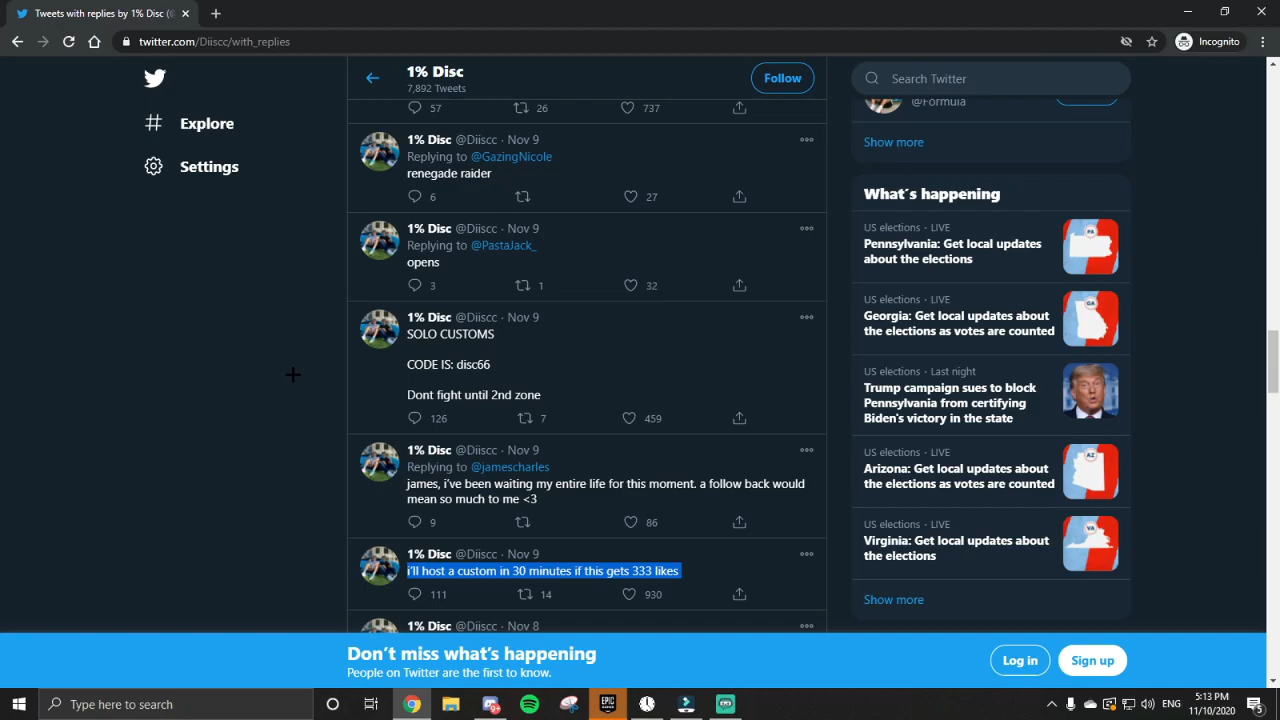 Tweets with replies by 1% Disc (
twitter.com/Diiscc/with_replies
Incognito
Explore
Settings
1% Disc
7,892 Tweets
Follow
57 26 737
1% Disc @Diiscc · Nov 9
Replying to @GazingNicole
renegade raider
6 27
1% Disc @Diiscc · Nov 9
Replying to @PastaJack_
opens
3 1 32
1% Disc @Diiscc · Nov 9
SOLO CUSTOMS
CODE IS: disc66
Dont fight until 2nd zone
126 7 459
1% Disc @Diiscc · Nov 9
Replying to @jamescharles
james, i've been waiting my entire life for this moment. a follow back would
mean so much to me <3
9 86
1% Disc @Diiscc · Nov 9
i'll host a custom in 30 minutes if this gets 333 likes
111 14 930
1% Disc @Diiscc · Nov 8
Search Twitter
@Formula
Show more
What's happening
US elections · LIVE
Pennsylvania: Get local updates
about the elections
PA
US elections · LIVE
Georgia: Get local updates about
the elections as votes are counted
GA
US elections · Last night
Trump campaign sues to block
Pennsylvania from certifying
Biden's victory in the state
US elections · LIVE
Arizona: Get local updates about
the elections as votes are counted
AZ
US elections · LIVE
Virginia: Get local updates about
the elections
VA
Show more
Don't miss what's happening
People on Twitter are the first to know.
Log in
Sign up
Type here to search
EPIC
ENG
5:13 PM
11/10/2020